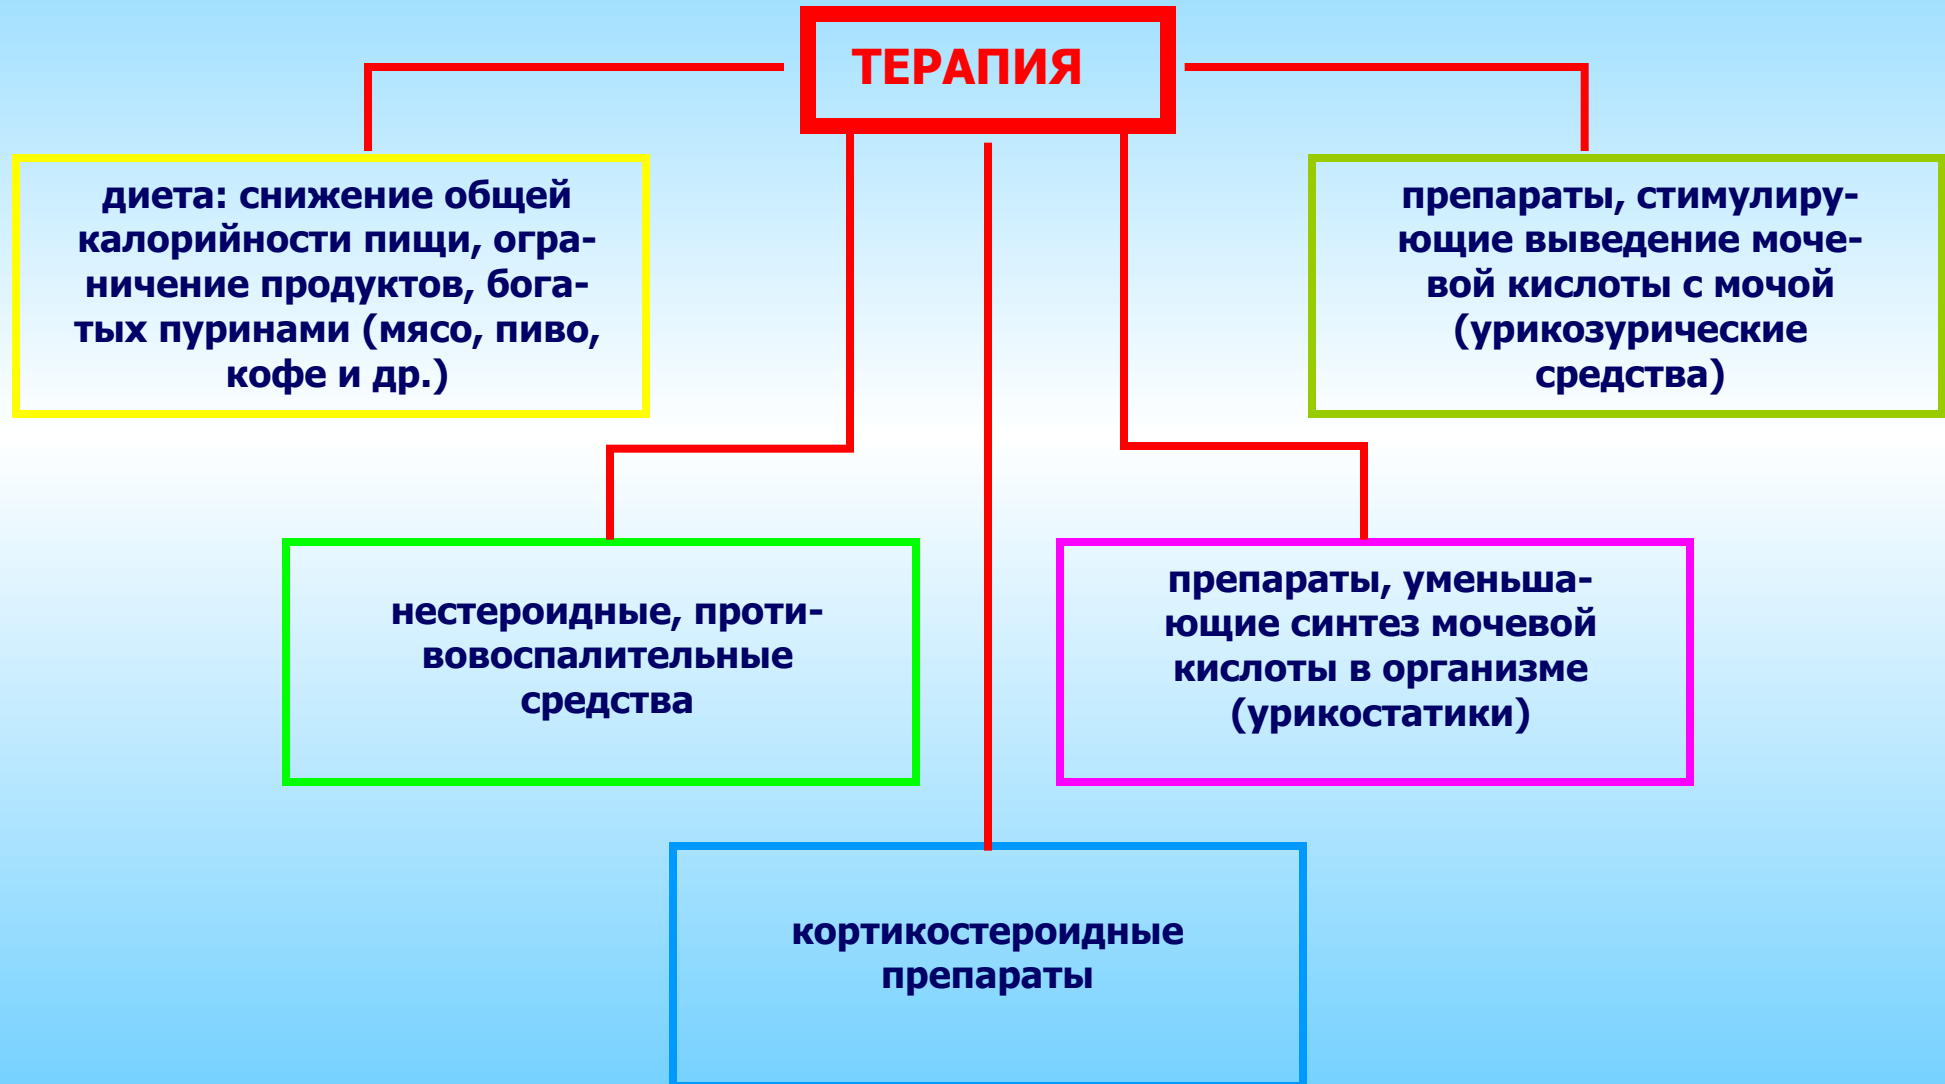 ТЕРАПИЯ
диета: снижение общей
калорийности пищи, огра-
ничение продуктов, бога-
тых пуринами (мясо, пиво,
кофе и др.)
препараты, стимулиру-
ющие выведение моче-
вой кислоты с мочой
(урикозурические
средства)
нестероидные, проти-
вовоспалительные
средства
препараты, уменьша-
ющие синтез мочевой
кислоты в организме
(урикостатики)
кортикостероидные
препараты